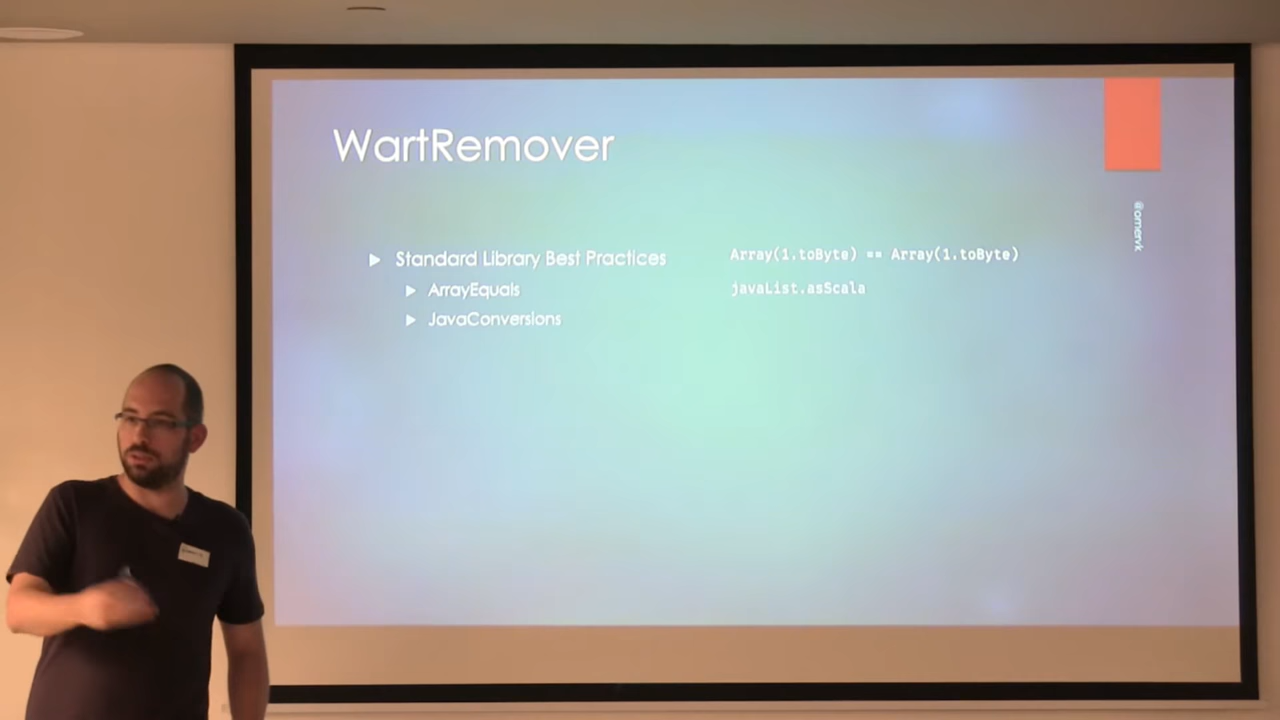 WartRemover
@omervk
Standard Library Best Practices
ArrayEquals
JavaConversions
Array(1.toByte) == Array(1.toByte)
javaList.asScala